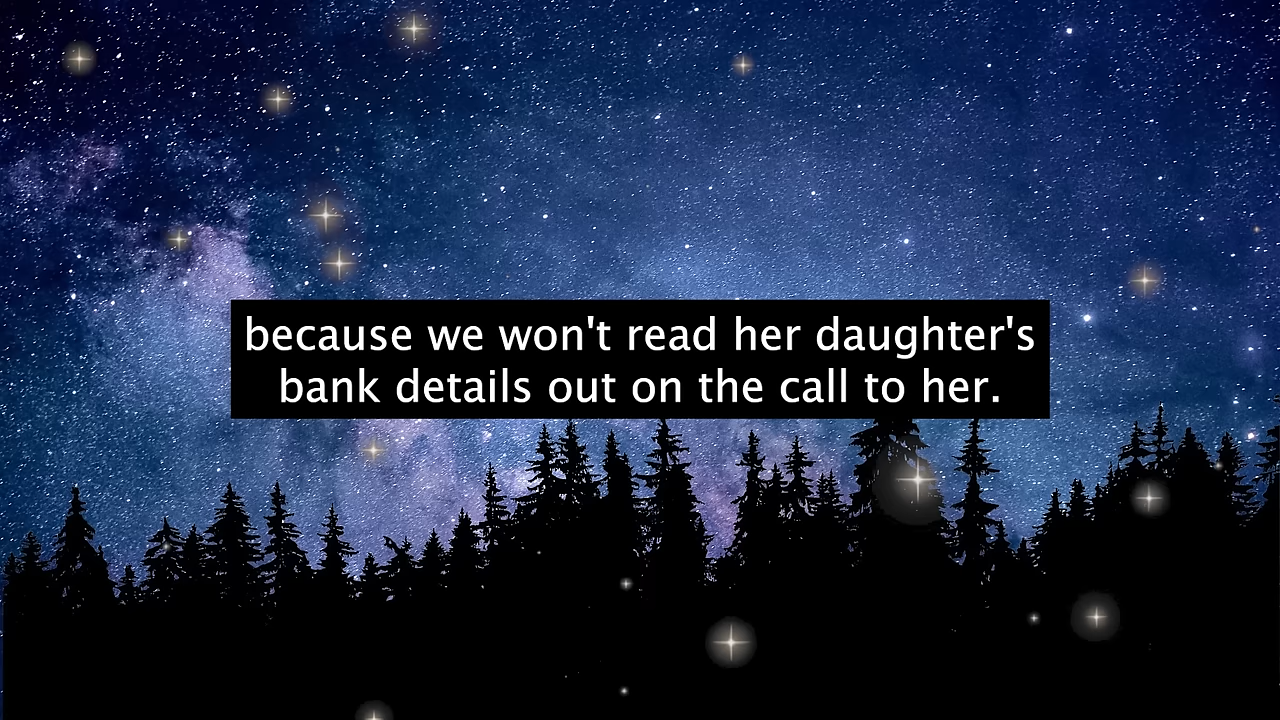 because we won't read her daughter's
bank details out on the call to her.